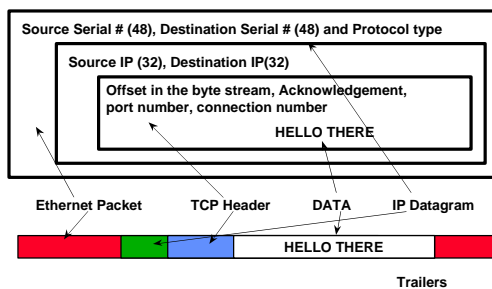 Source Serial # (48), Destination Serial # (48) and Protocol type
Source IP (32), Destination IP(32)
Offset in the byte stream, Acknowledgement,
port number, connection number
HELLO THERE
Ethernet Packet
TCP Header
DATA
IP Datagram
HELLO THERE
Trailers